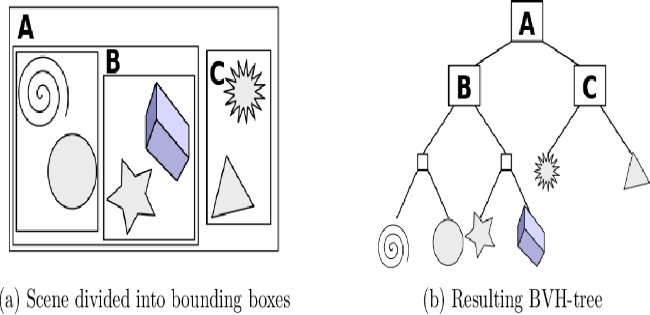 A
B
C
A
B
C
(a) Scene divided into bounding boxes
(b) Resulting BVH-tree